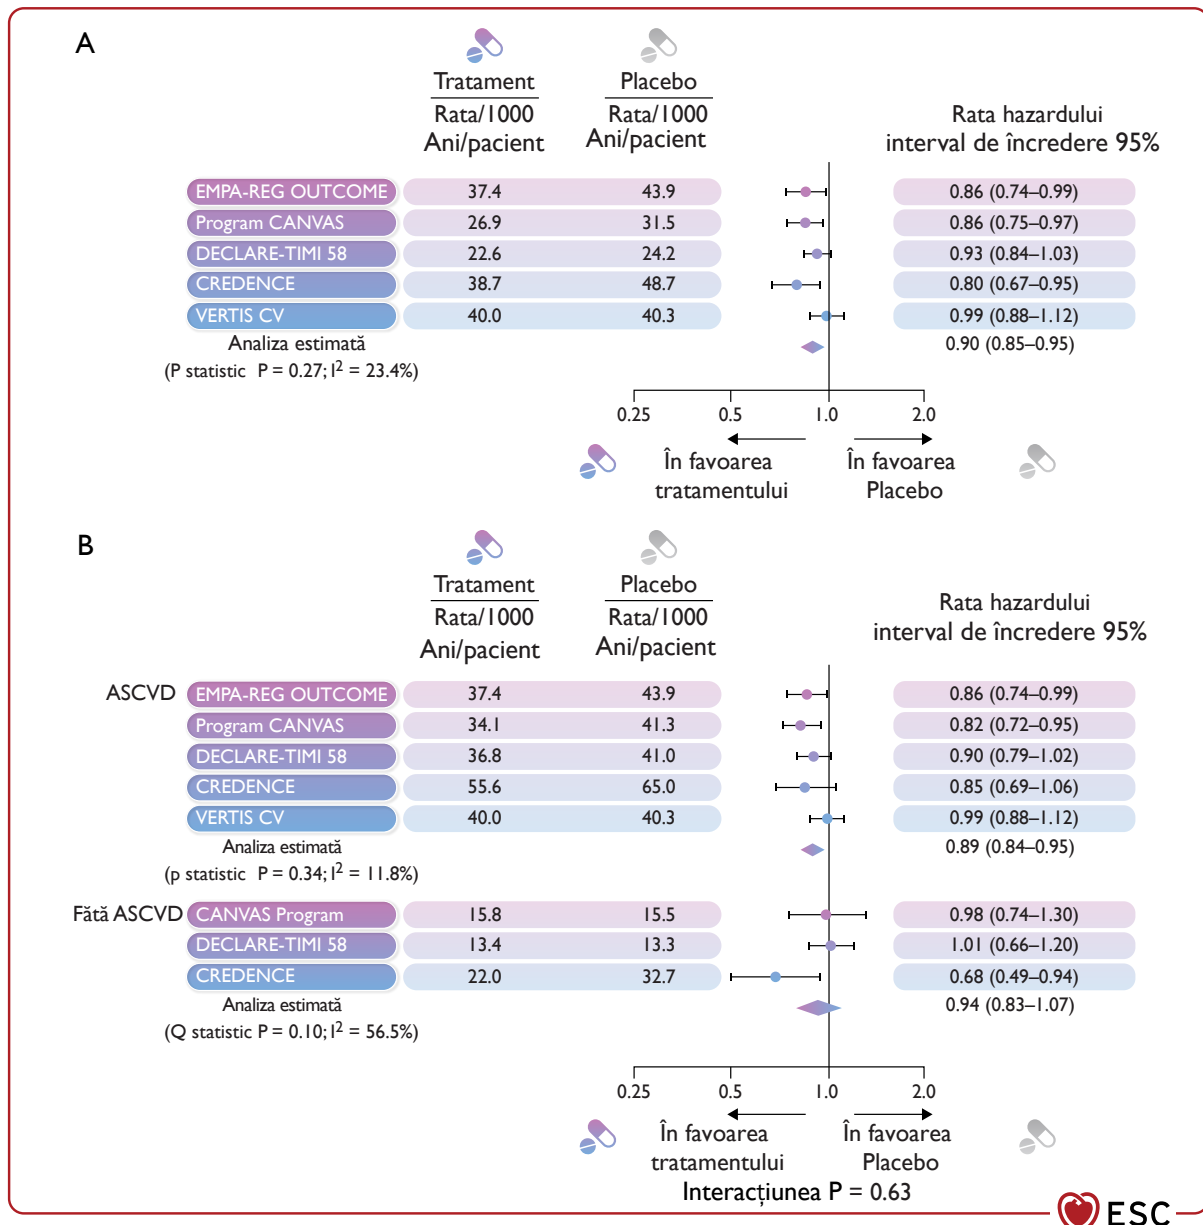 A
Tratament
Rata/1000
Ani/pacient
Placebo
Rata/1000
Ani/pacient
Rata hazardului
interval de încredere 95%
EMPA-REG OUTCOME 37.4 43.9 0.86 (0.74–0.99)
Program CANVAS 26.9 31.5 0.86 (0.75–0.97)
DECLARE-TIMI 58 22.6 24.2 0.93 (0.84–1.03)
CREDENCE 38.7 48.7 0.80 (0.67–0.95)
VERTIS CV 40.0 40.3 0.99 (0.88–1.12)
Analiza estimată 0.90 (0.85–0.95)
(P statistic P = 0.27; I² = 23.4%)
0.25 0.5 1.0 2.0
În favoarea
tratamentului
În favoarea
Placebo
B
Tratament
Rata/1000
Ani/pacient
Placebo
Rata/1000
Ani/pacient
Rata hazardului
interval de încredere 95%
ASCVD EMPA-REG OUTCOME 37.4 43.9 0.86 (0.74–0.99)
Program CANVAS 34.1 41.3 0.82 (0.72–0.95)
DECLARE-TIMI 58 36.8 41.0 0.90 (0.79–1.02)
CREDENCE 55.6 65.0 0.85 (0.69–1.06)
VERTIS CV 40.0 40.3 0.99 (0.88–1.12)
Analiza estimată 0.89 (0.84–0.95)
(p statistic P = 0.34; I² = 11.8%)
Fătă ASCVD CANVAS Program 15.8 15.5 0.98 (0.74–1.30)
DECLARE-TIMI 58 13.4 13.3 1.01 (0.66–1.20)
CREDENCE 22.0 32.7 0.68 (0.49–0.94)
Analiza estimată 0.94 (0.83–1.07)
(Q statistic P = 0.10; I² = 56.5%)
0.25 0.5 1.0 2.0
În favoarea
tratamentului
În favoarea
Placebo
Interacțiunea P = 0.63
ESC